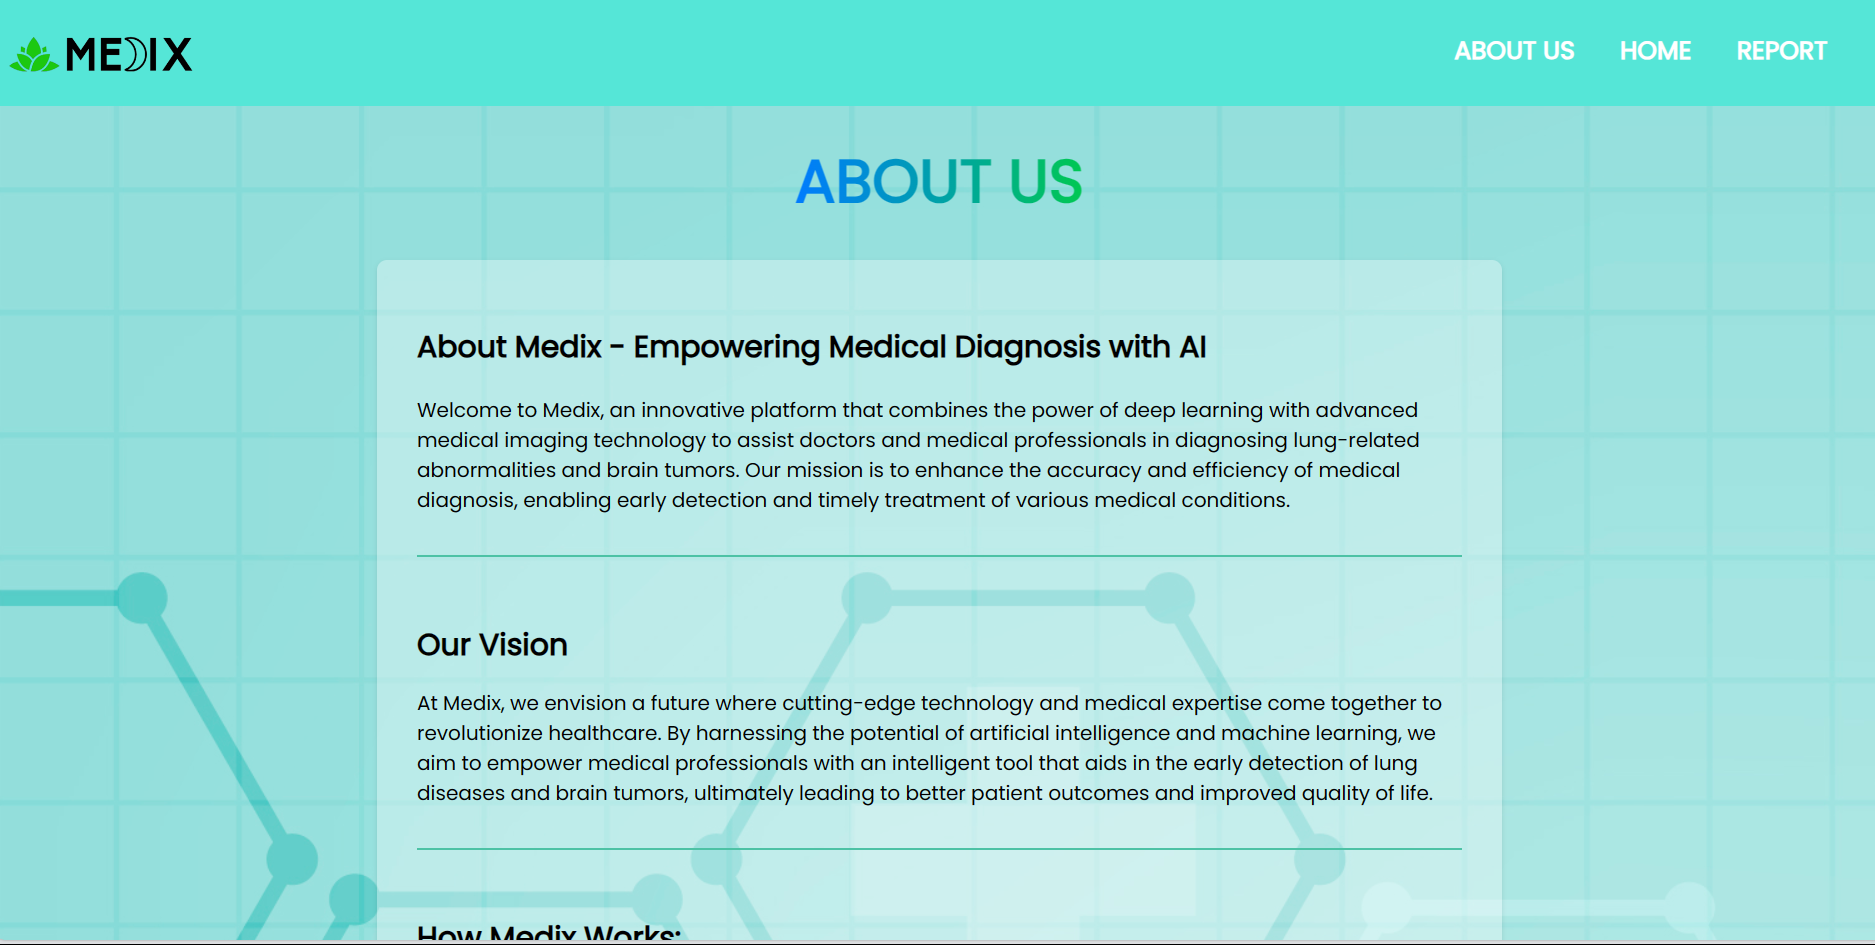 MEDIX
ABOUT US HOME REPORT
ABOUT US
About Medix - Empowering Medical Diagnosis with AI
Welcome to Medix, an innovative platform that combines the power of deep learning with advanced
medical imaging technology to assist doctors and medical professionals in diagnosing lung-related
abnormalities and brain tumors. Our mission is to enhance the accuracy and efficiency of medical
diagnosis, enabling early detection and timely treatment of various medical conditions.
Our Vision
At Medix, we envision a future where cutting-edge technology and medical expertise come together to
revolutionize healthcare. By harnessing the potential of artificial intelligence and machine learning, we
aim to empower medical professionals with an intelligent tool that aids in the early detection of lung
diseases and brain tumors, ultimately leading to better patient outcomes and improved quality of life.
How Medix Works: